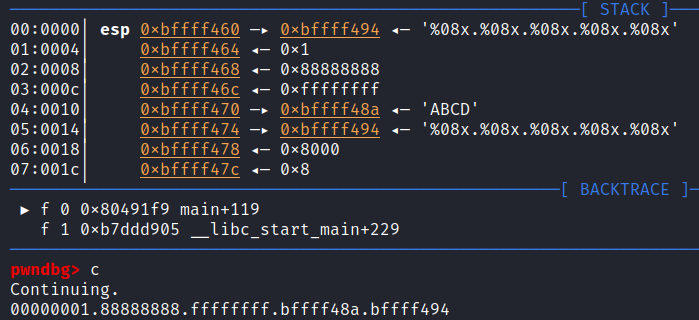 [ STACK ]
00:0000│ esp 0×bffff460 —▸ 0×bffff494 ◂— '%08x.%08x.%08x.%08x.%08x'
01:0004│ 0×bffff464 ◂— 0×1
02:0008│ 0×bffff468 ◂— 0×88888888
03:000c│ 0×bffff46c ◂— 0×ffffffff
04:0010│ 0×bffff470 —▸ 0×bffff48a ◂— 'ABCD'
05:0014│ 0×bffff474 —▸ 0×bffff494 ◂— '%08x.%08x.%08x.%08x.%08x'
06:0018│ 0×bffff478 ◂— 0×8000
07:001c│ 0×bffff47c ◂— 0×8
[ BACKTRACE ]
► f 0 0×80491f9 main+119
f 1 0×b7ddd905 __libc_start_main+229
pwndbg> c
Continuing.
00000001.88888888.ffffffff.bffff48a.bffff494